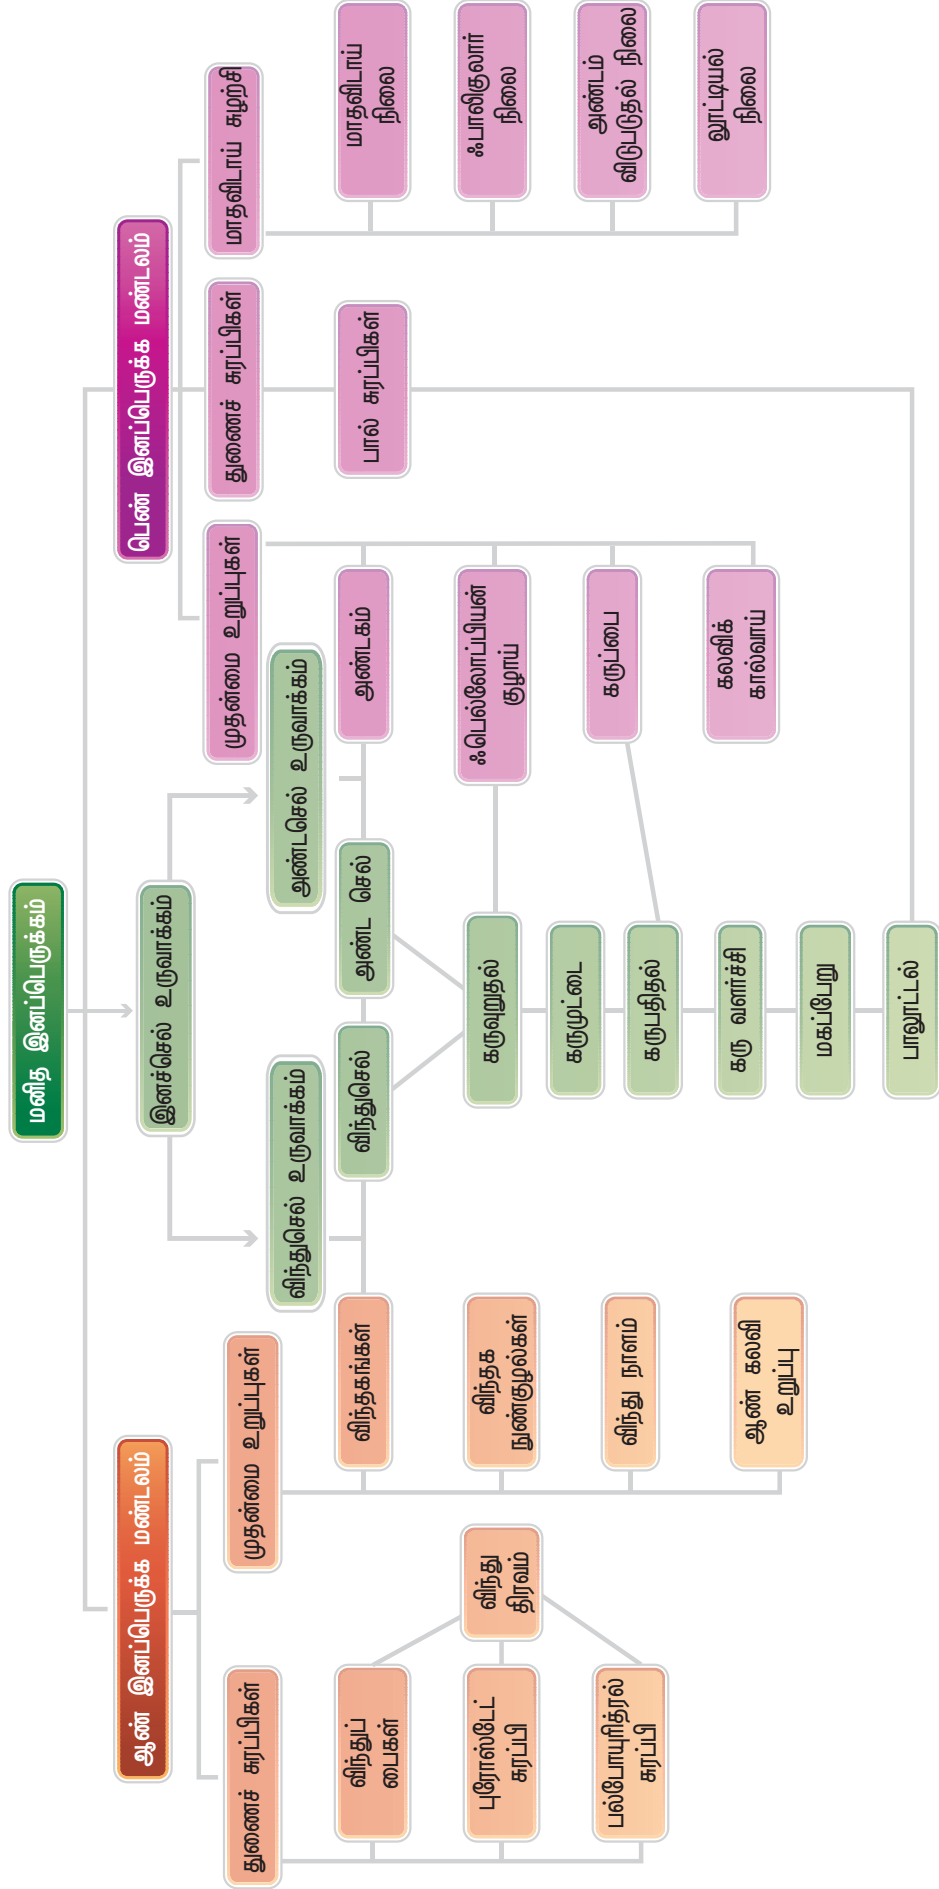 மனித இனப்பெருக்கம்
ஆண் இனப்பெருக்க மண்டலம்
இனச்செல் உருவாக்கம்
பெண் இனப்பெருக்க மண்டலம்
துணைச் சுரப்பிகள்
முதன்மை உறுப்புகள்
விந்துசெல் உருவாக்கம்
அண்டசெல் உருவாக்கம்
முதன்மை உறுப்புகள்
துணைச் சுரப்பிகள்
மாதவிடாய் சுழற்சி
விந்துப்
பைகள்
விந்தகங்கள்
விந்துசெல்
அண்ட செல்
அண்டகம்
பால் சுரப்பிகள்
மாதவிடாய்
நிலை
புரோஸ்டேட்
சுரப்பி
விந்து
திரவம்
விந்தக
நுண்குழல்கள்
கருவுறுதல்
ஃபெல்லோப்பியன்
குழாய்
ஃபாலிகுலார்
நிலை
பல்போயுரித்ரல்
சுரப்பி
விந்து நாளம்
கருமுட்டை
கருபதிதல்
கருப்பை
அண்டம்
விடுபடுதல் நிலை
ஆண் கலவி
உறுப்பு
கரு வளர்ச்சி
கலவிக்
கால்வாய்
லூட்டியல்
நிலை
மகப்பேறு
பாலூட்டல்